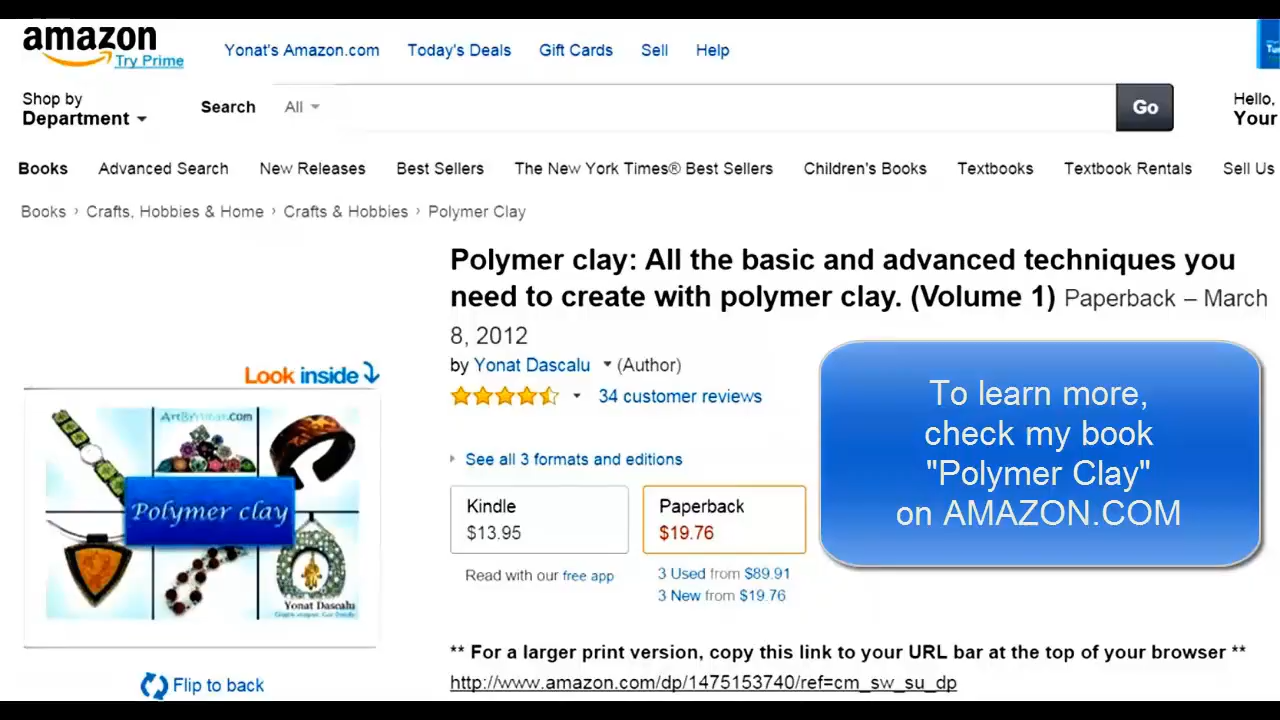 amazon
Try Prime
Yonat's Amazon.com Today's Deals Gift Cards Sell Help
Shop by
Department
Search All Go
Hello,
Your
Books Advanced Search New Releases Best Sellers The New York Times® Best Sellers Children's Books Textbooks Textbook Rentals Sell Us
Books › Crafts, Hobbies & Home › Crafts & Hobbies › Polymer Clay
Polymer clay: All the basic and advanced techniques you
need to create with polymer clay. (Volume 1) Paperback – March
8, 2012
by Yonat Dascalu (Author)
34 customer reviews
See all 3 formats and editions
Kindle
$13.95
Paperback
$19.76
Read with our free app
3 Used from $89.91
3 New from $19.76
To learn more,
check my book
"Polymer Clay"
on AMAZON.COM
Look inside
Polymer clay
Yonat Dascalu
Flip to back
** For a larger print version, copy this link to your URL bar at the top of your browser **
http://www.amazon.com/dp/1475153740/ref=cm_sw_su_dp